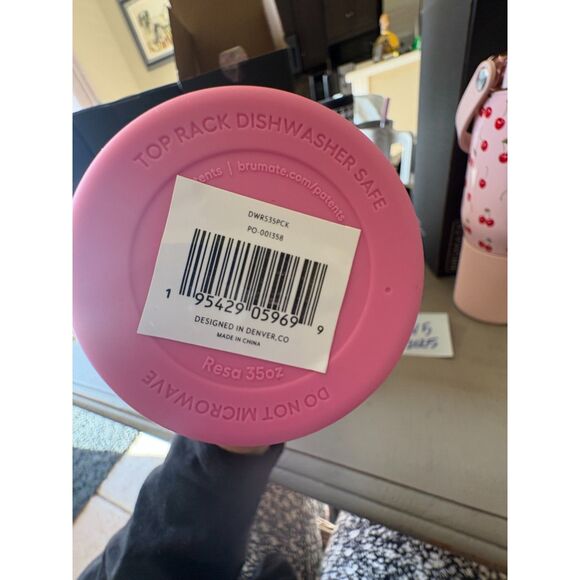 TOP RACK DISHWASHER SAFE
ents | brumate.com/patents
DWRS35PCK
PO-001358
1 95429 05969 9
DESIGNED IN DENVER,CO
MADE IN CHINA
Resa 35oz
DO NOT MICROWAVE